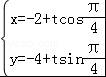 x=-2+tcos π/4
y=-4+tsin π/4